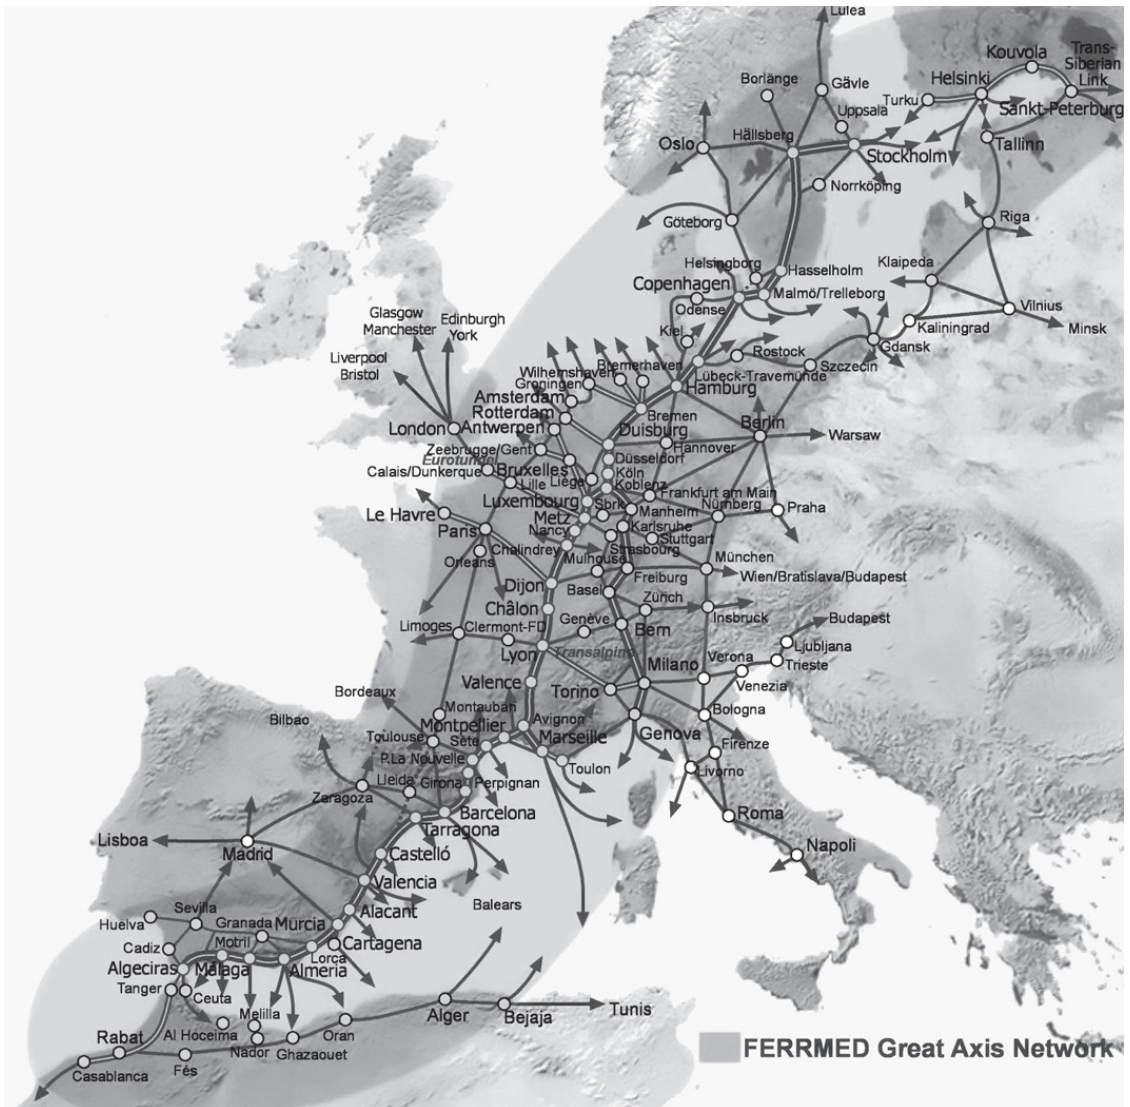 Lulea
Kouvola
Trans-
Siberian
Link
Helsinki
Borlänge
Gävle
Turku
Sankt-Peterburg
Uppsala
Hällsberg
Oslo
Stockholm
Tallinn
Norrköping
Göteborg
Riga
Helsingborg
Hasselholm
Klaipeda
Copenhagen
Malmö/Trelleborg
Odense
Vilnius
Kaliningrad
Minsk
Glasgow
Manchester
Edinburgh
York
Kiel
Gdansk
Rostock
Liverpool
Bristol
Bremerhaven
Wilhemshaven
Groningen
Szczecin
Lübeck-Travemünde
Hamburg
Amsterdam
Rotterdam
Bremen
London
Antwerpen
Duisburg
Berlin
Warsaw
Hannover
Zeebrugge/Gent
Eurotunnel
Düsseldorf
Calais/Dunkerque
Bruxelles
Köln
Lille
Liège
Koblenz
Frankfurt am Main
Luxembourg
Sbrk
Manheim
Nürnberg
Praha
Le Havre
Metz
Paris
Nancy
Karlsruhe
Stuttgart
Chalindrey
Strasbourg
Orleans
Mulhouse
München
Freiburg
Wien/Bratislava/Budapest
Dijon
Basel
Zürich
Châlon
Insbruck
Budapest
Limoges
Clermont-FD
Genève
Bern
Ljubljana
Lyon
Transalpine
Milano
Verona
Trieste
Valence
Venezia
Bordeaux
Torino
Montauban
Bologna
Bilbao
Montpellier
Avignon
Toulouse
Sète
Marseille
Genova
Firenze
P.La Nouvelle
Toulon
Livorno
Lleida
Girona
Perpignan
Zaragoza
Barcelona
Roma
Tarragona
Lisboa
Madrid
Castelló
Napoli
Valencia
Balears
Sevilla
Alacant
Huelva
Granada
Murcia
Cartagena
Cadiz
Motril
Lorça
Algeciras
Málaga
Almeria
Tanger
Ceuta
Melilla
Alger
Bejaja
Tunis
Rabat
Al Hoceima
Oran
Nador
Ghazaouet
Casablanca
Fés
FERRMED Great Axis Network